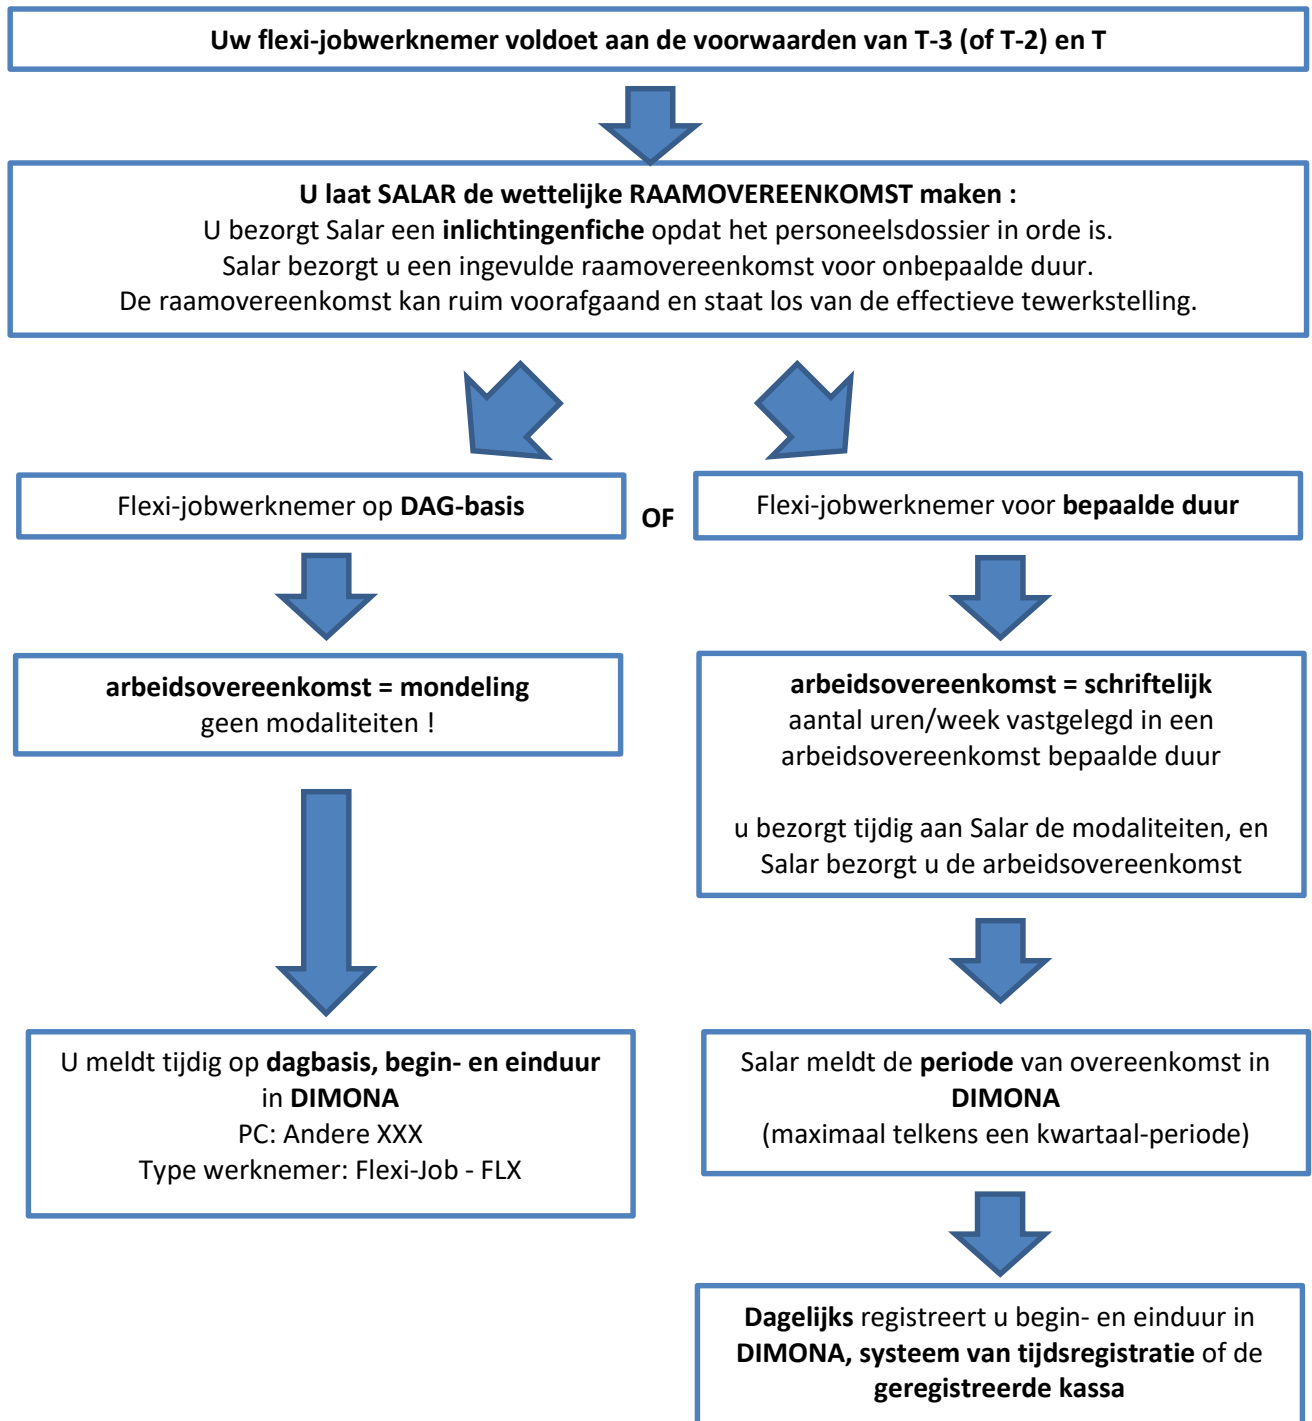 Uw flexi-jobwerknemer voldoet aan de voorwaarden van T-3 (of T-2) en T
U laat SALAR de wettelijke RAAMOVEREENKOMST maken :
U bezorgt Salar een inlichtingenfiche opdat het personeelsdossier in orde is.
Salar bezorgt u een ingevulde raamovereenkomst voor onbepaalde duur.
De raamovereenkomst kan ruim voorafgaand en staat los van de effectieve tewerkstelling.
Flexi-jobwerknemer op DAG-basis
OF
Flexi-jobwerknemer voor bepaalde duur
arbeidsovereenkomst = mondeling
geen modaliteiten !
arbeidsovereenkomst = schriftelijk
aantal uren/week vastgelegd in een
arbeidsovereenkomst bepaalde duur
u bezorgt tijdig aan Salar de modaliteiten, en
Salar bezorgt u de arbeidsovereenkomst
U meldt tijdig op dagbasis, begin- en einduur
in DIMONA
PC: Andere XXX
Type werknemer: Flexi-Job - FLX
Salar meldt de periode van overeenkomst in
DIMONA
(maximaal telkens een kwartaal-periode)
Dagelijks registreert u begin- en einduur in
DIMONA, systeem van tijdsregistratie of de
geregistreerde kassa